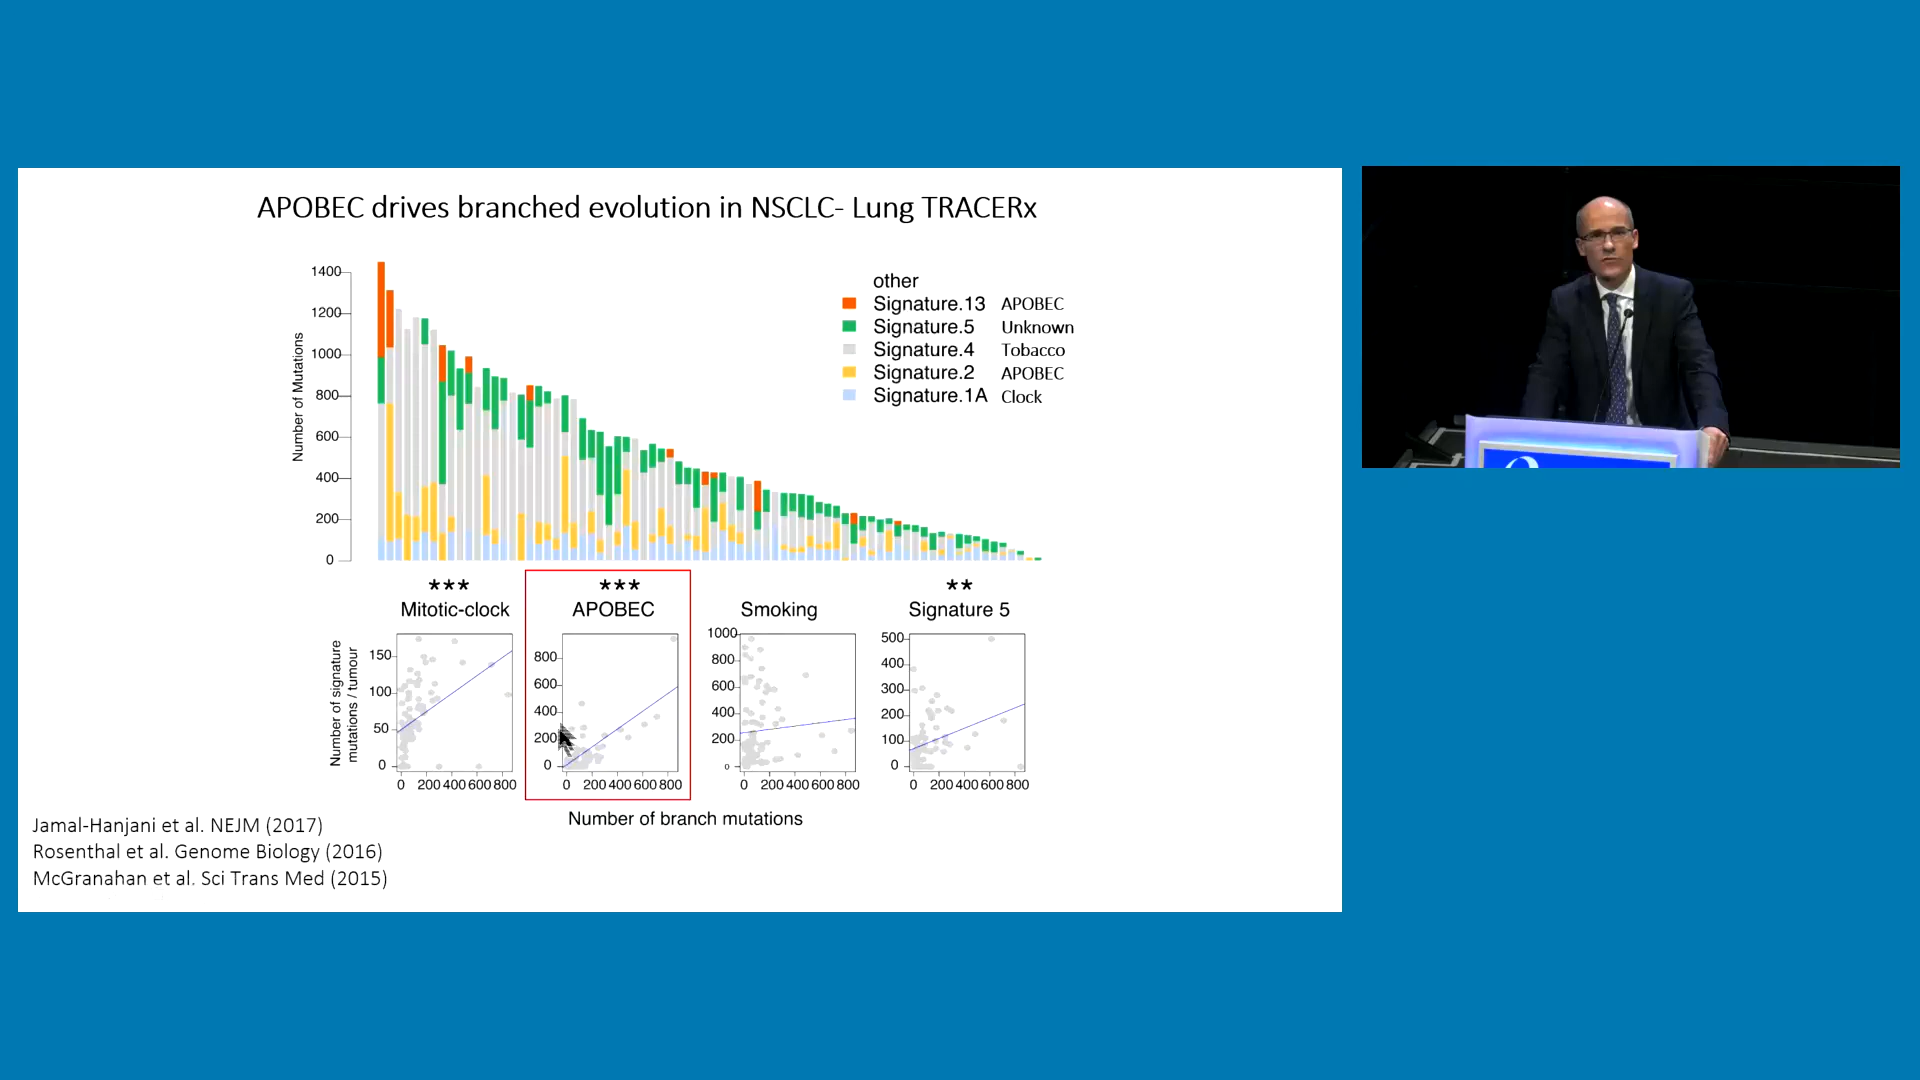 APOBEC drives branched evolution in NSCLC- Lung TRACERx
Number of Mutations
1400
1200
1000
800
600
400
200
0
other
Signature.13 APOBEC
Signature.5 Unknown
Signature.4 Tobacco
Signature.2 APOBEC
Signature.1A Clock
*** *** **
Mitotic-clock APOBEC Smoking Signature 5
Number of signature
mutations / tumour
150
100
50
0
0 200 400 600 800
800
600
400
200
0
0 200 400 600 800
1000
800
600
400
200
0
0 200 400 600 800
500
400
300
200
100
0
0 200 400 600 800
Number of branch mutations
Jamal-Hanjani et al. NEJM (2017)
Rosenthal et al. Genome Biology (2016)
McGranahan et al. Sci Trans Med (2015)